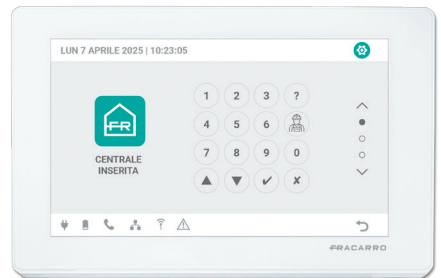 LUN 7 APRILE 2025 | 10:23:05
1 2 3 ?
4 5 6
7 8 9 0
FR
CENTRALE
INSERITA
FRACARRO